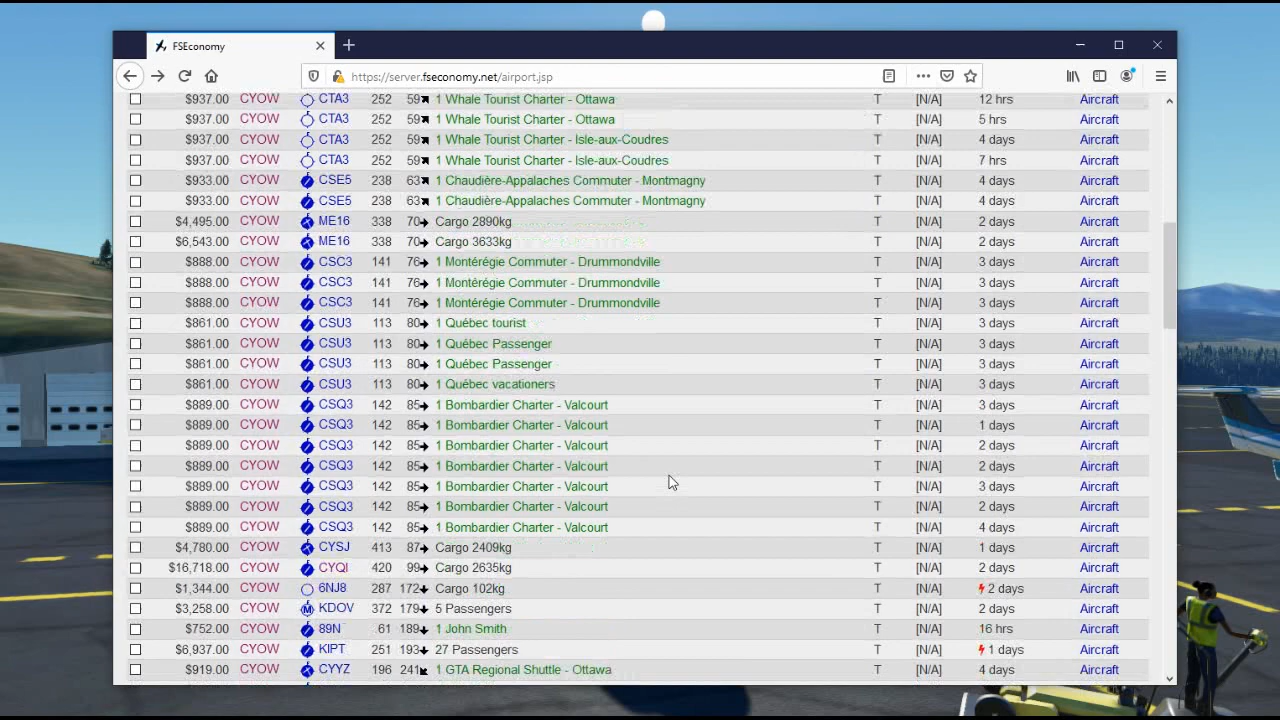 FSEconomy
https://server.fseconomy.net/airport.jsp
$937.00 CYOW CTA3 252 59 1 Whale Tourist Charter - Ottawa T [N/A] 12 hrs Aircraft
$937.00 CYOW CTA3 252 59 1 Whale Tourist Charter - Ottawa T [N/A] 5 hrs Aircraft
$937.00 CYOW CTA3 252 59 1 Whale Tourist Charter - Isle-aux-Coudres T [N/A] 4 days Aircraft
$937.00 CYOW CTA3 252 59 1 Whale Tourist Charter - Isle-aux-Coudres T [N/A] 7 hrs Aircraft
$933.00 CYOW CSE5 238 63 1 Chaudière-Appalaches Commuter - Montmagny T [N/A] 4 days Aircraft
$933.00 CYOW CSE5 238 63 1 Chaudière-Appalaches Commuter - Montmagny T [N/A] 4 days Aircraft
$4,495.00 CYOW ME16 338 70 Cargo 2890kg T [N/A] 2 days Aircraft
$6,543.00 CYOW ME16 338 70 Cargo 3633kg T [N/A] 2 days Aircraft
$888.00 CYOW CSC3 141 76 1 Montérégie Commuter - Drummondville T [N/A] 3 days Aircraft
$888.00 CYOW CSC3 141 76 1 Montérégie Commuter - Drummondville T [N/A] 3 days Aircraft
$888.00 CYOW CSC3 141 76 1 Montérégie Commuter - Drummondville T [N/A] 3 days Aircraft
$861.00 CYOW CSU3 113 80 1 Québec tourist T [N/A] 3 days Aircraft
$861.00 CYOW CSU3 113 80 1 Québec Passenger T [N/A] 3 days Aircraft
$861.00 CYOW CSU3 113 80 1 Québec Passenger T [N/A] 3 days Aircraft
$861.00 CYOW CSU3 113 80 1 Québec vacationers T [N/A] 3 days Aircraft
$889.00 CYOW CSQ3 142 85 1 Bombardier Charter - Valcourt T [N/A] 3 days Aircraft
$889.00 CYOW CSQ3 142 85 1 Bombardier Charter - Valcourt T [N/A] 1 days Aircraft
$889.00 CYOW CSQ3 142 85 1 Bombardier Charter - Valcourt T [N/A] 2 days Aircraft
$889.00 CYOW CSQ3 142 85 1 Bombardier Charter - Valcourt T [N/A] 2 days Aircraft
$889.00 CYOW CSQ3 142 85 1 Bombardier Charter - Valcourt T [N/A] 3 days Aircraft
$889.00 CYOW CSQ3 142 85 1 Bombardier Charter - Valcourt T [N/A] 2 days Aircraft
$889.00 CYOW CSQ3 142 85 1 Bombardier Charter - Valcourt T [N/A] 4 days Aircraft
$4,780.00 CYOW CYSJ 413 87 Cargo 2409kg T [N/A] 1 days Aircraft
$16,718.00 CYOW CYQI 420 99 Cargo 2635kg T [N/A] 2 days Aircraft
$1,344.00 CYOW 6NJ8 287 172 Cargo 102kg T [N/A] 2 days Aircraft
$3,258.00 CYOW M KDOV 372 179 5 Passengers T [N/A] 2 days Aircraft
$752.00 CYOW 89N 61 189 1 John Smith T [N/A] 16 hrs Aircraft
$6,937.00 CYOW KIPT 251 193 27 Passengers T [N/A] 1 days Aircraft
$919.00 CYOW CYYZ 196 241 1 GTA Regional Shuttle - Ottawa T [N/A] 4 days Aircraft